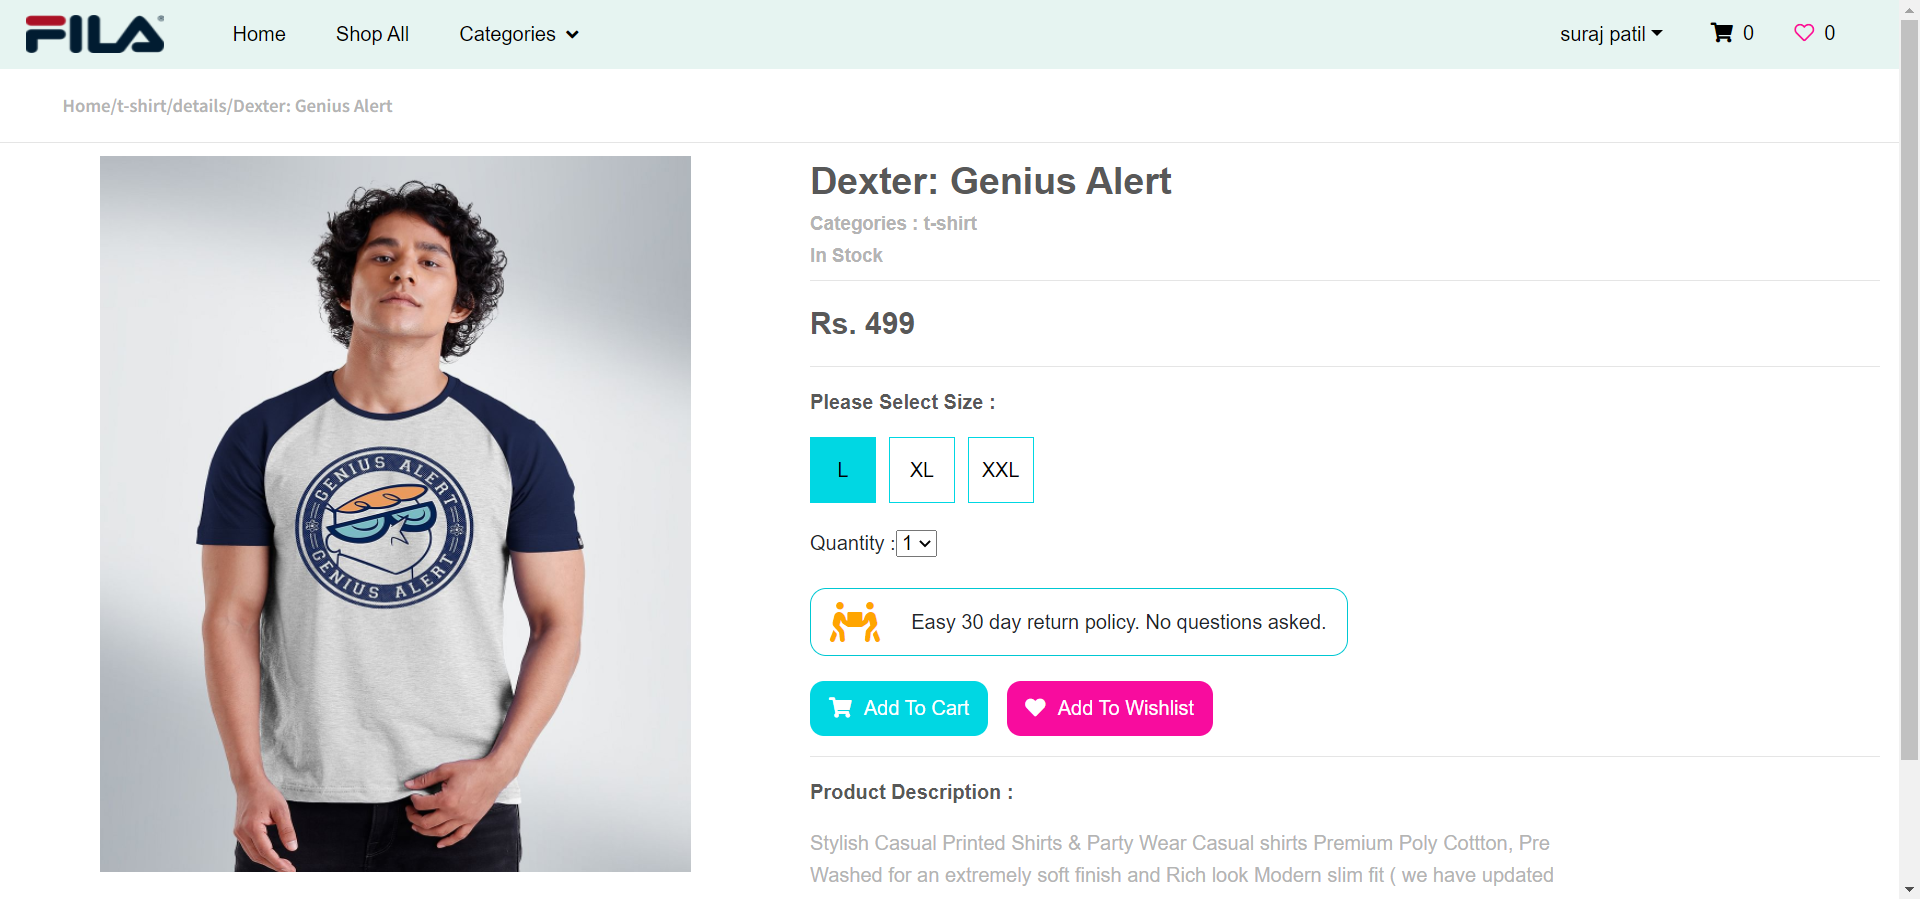 FILA
Home Shop All Categories
suraj patil 0 0
Home/t-shirt/details/Dexter: Genius Alert
GENIUS ALERT
GENIUS ALERT
Dexter: Genius Alert
Categories : t-shirt
In Stock
Rs. 499
Please Select Size :
L XL XXL
Quantity : 1
Easy 30 day return policy. No questions asked.
Add To Cart Add To Wishlist
Product Description :
Stylish Casual Printed Shirts & Party Wear Casual shirts Premium Poly Cottton, Pre
Washed for an extremely soft finish and Rich look Modern slim fit ( we have updated